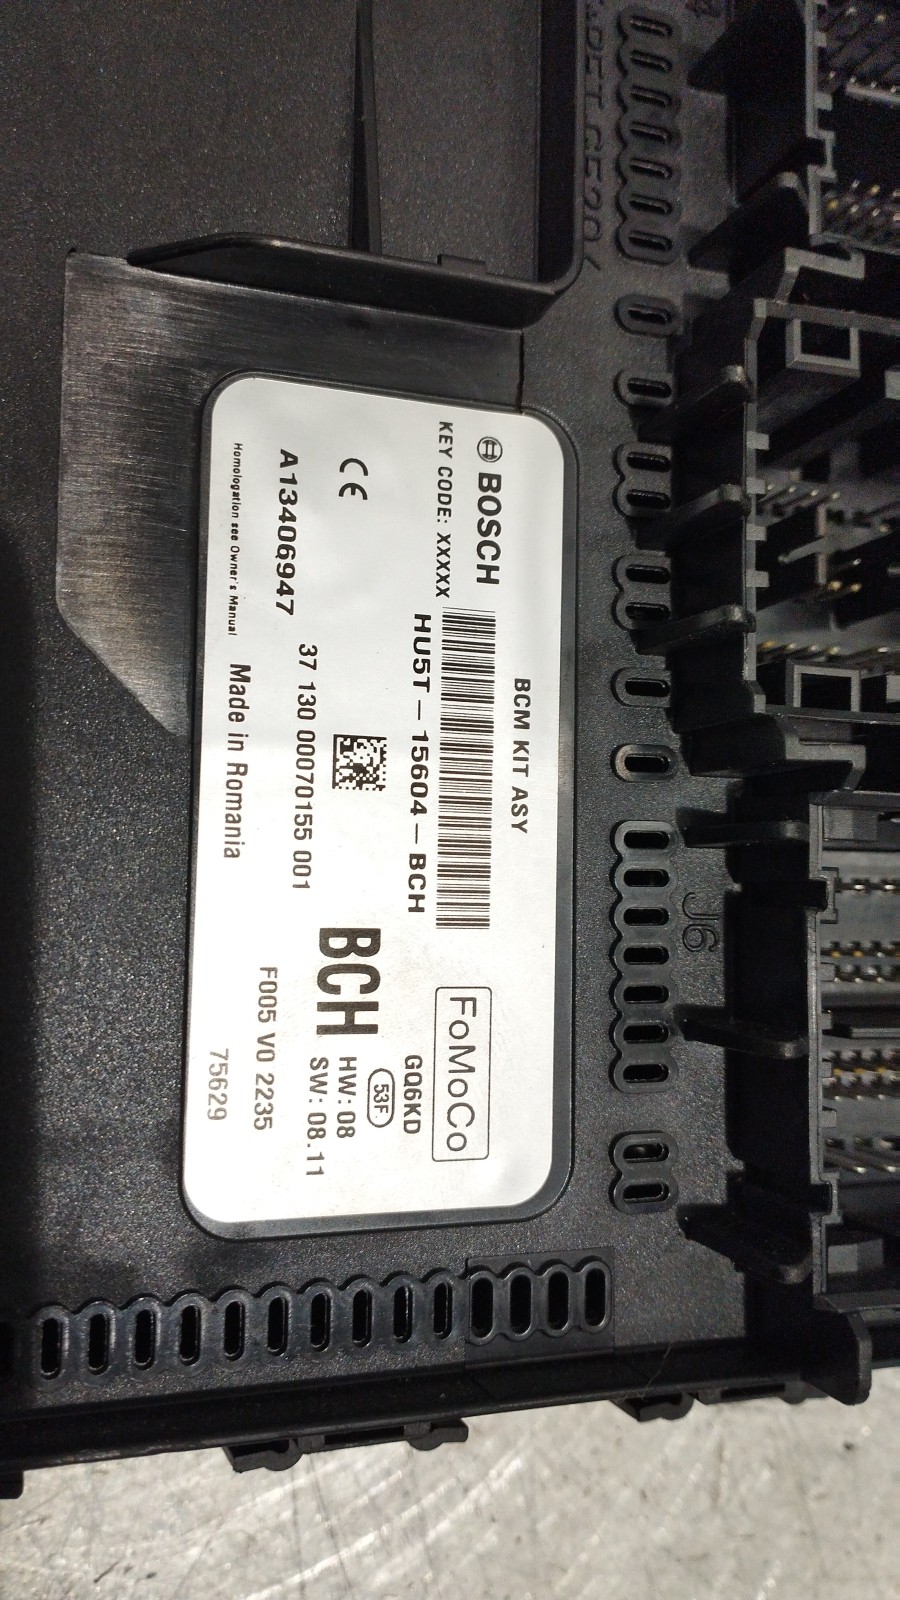 BCM KIT ASY
BOSCH
KEY CODE: XXXXX
HU5T-15604-BCH
FoMoCo
GQ6KD
53F
CE
BCH
HW:08
SW:08.11
A13406947
37 130 00070155 001
F005 V0 2235
Homologation see Owner's Manual
Made in Romania
75629
J6